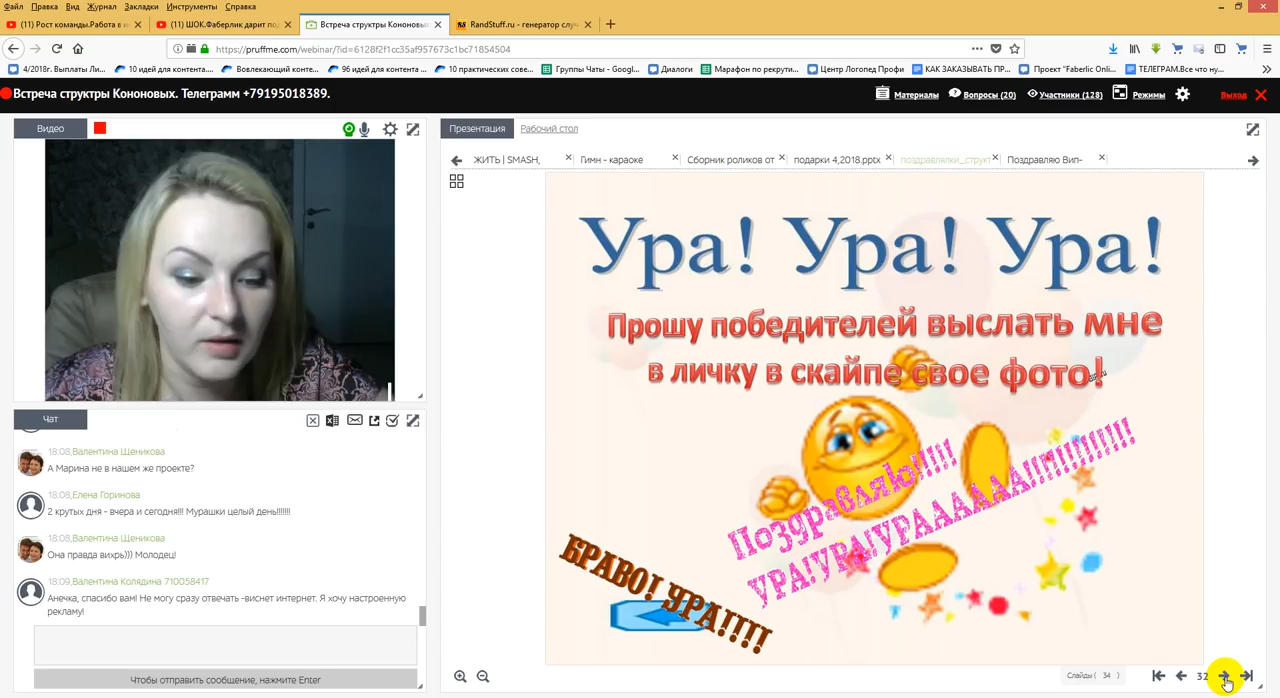 Файл Правка Вид Журнал Закладки Инструменты Справка
(11) Рост команды.Работа в и
(11) ШОК.Фаберлик дарит по
Встреча структры Кононовых.
RandStuff.ru - генератор случ
https://pruffme.com/webinar/?id=6128f2f1cc35af957673c1bc71854504
4/2018г. Выплаты Ли...
10 идей для контента....
Вовлекающий конте...
96 идей для контента ...
10 практических сове...
Группы Чаты - Googl...
Диалоги
Марафон по рекрути...
Центр Логопед Профи
КАК ЗАКАЗЫВАТЬ ПР...
Проект "Faberlic Onli...
ТЕЛЕГРАМ.Все что ну...
Встреча структры Кононовых. Телеграмм +79195018389.
Материалы
Вопросы (20)
Участники (128)
Режимы
Выход
Видео
Презентация
Рабочий стол
ЖИТЬ | SMASH,
Гимн - караоке
Сборник роликов от
подарки 4,2018.pptx
поздравлялки_структ
Поздравляю Вип-
Ура! Ура! Ура!
Прошу победителей выслать мне
в личку в скайпе свое фото!
Поздравляю!!!!!
УРА!УРА!УРАААААА!!!!!!!!!!!!
БРАВО! УРА!!!!
Чат
18:08,Валентина Щеникова
А Марина не в нашем же проекте?
18:08,Елена Горинова
2 крутых дня - вчера и сегодня!!! Мурашки целый день!!!!!!!
18:08,Валентина Щеникова
Она правда вихрь))) Молодец!
18:09,Валентина Колядина 710058417
Анечка, спасибо вам! Не могу сразу отвечать -виснет интернет. Я хочу настроенную
рекламу!
Чтобы отправить сообщение, нажмите Enter
Слайды ( 34 )
32